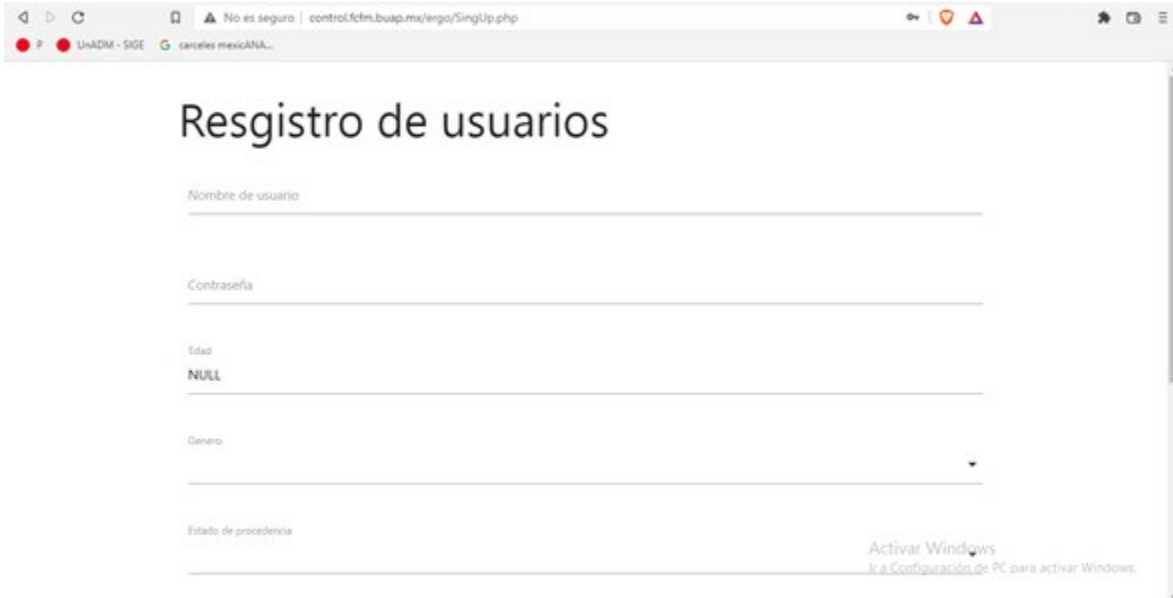 No es seguro | control.fcfm.buap.mx/ergo/SingUp.php
P UnADM - SIGE G carceles mexicANA...
Resgistro de usuarios
Nombre de usuario
Contraseña
Edad
NULL
Genero
Estado de procedencia
Activar Windows
Ir a Configuración de PC para activar Windows.